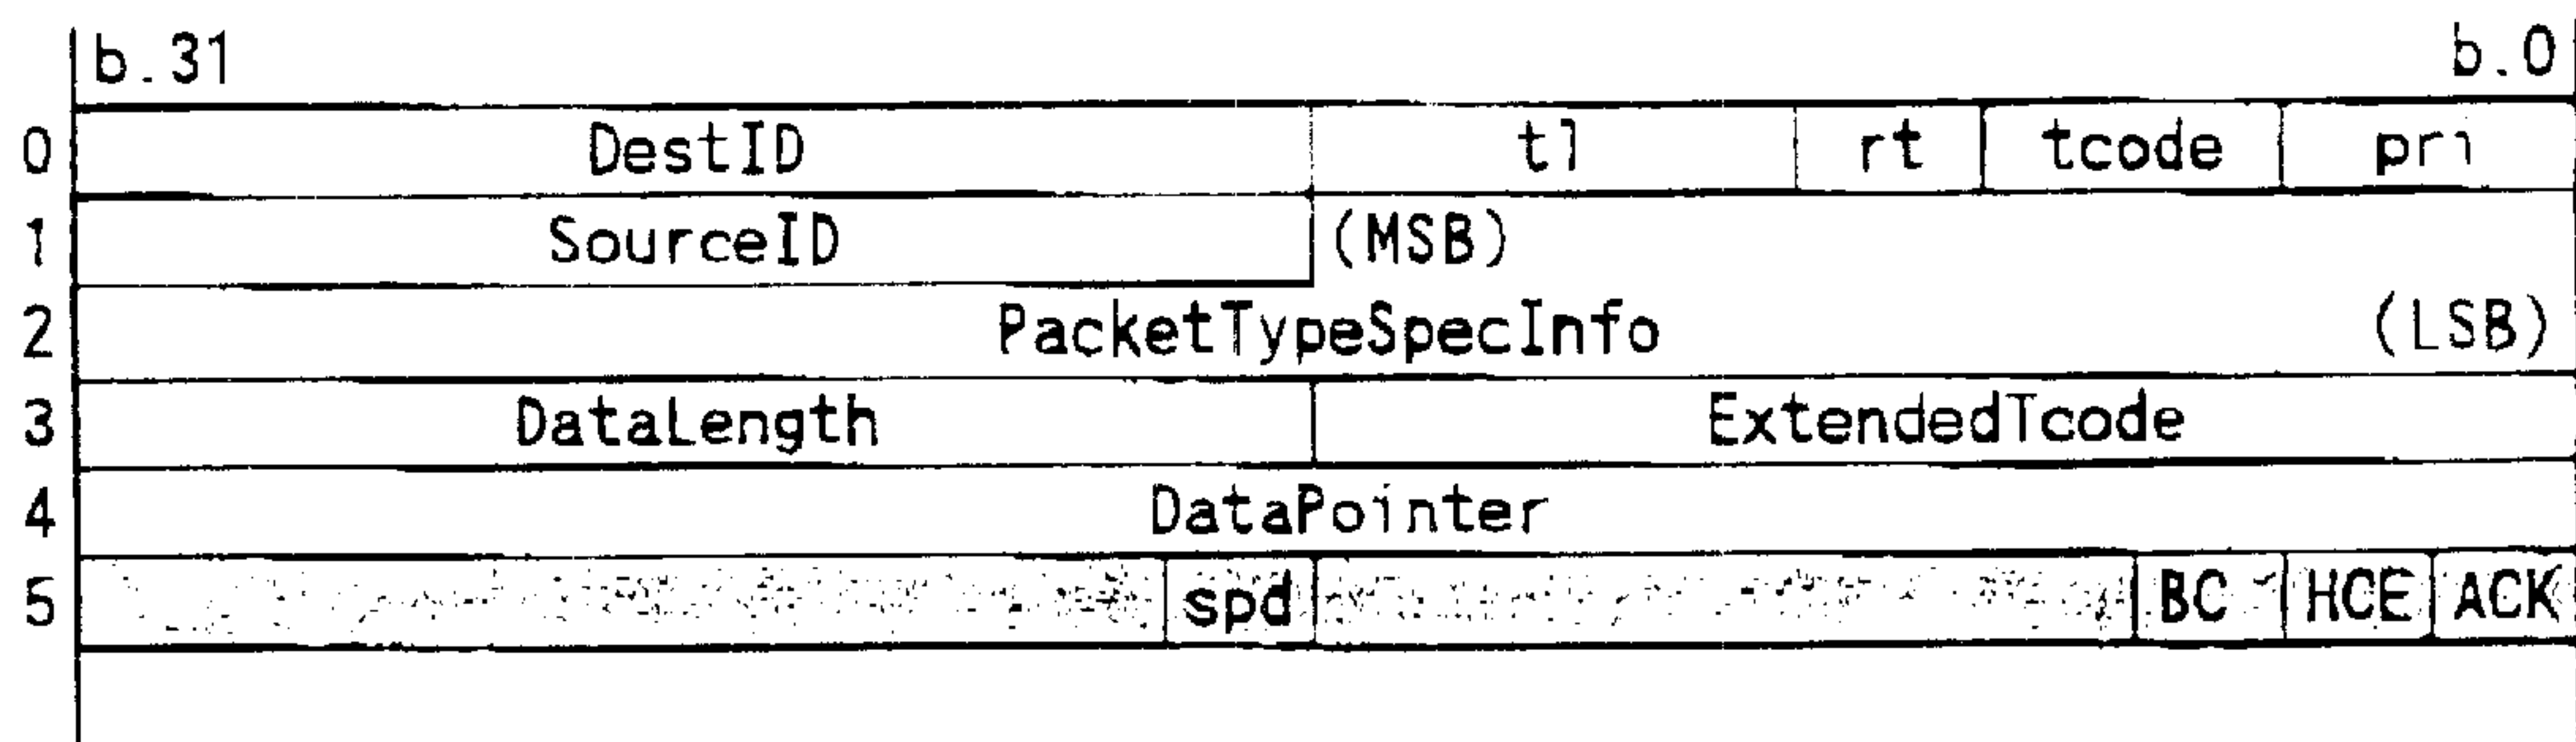 b.31 b.0
0 DestID tl rt tcode pri
1 SourceID (MSB)
2 PacketTypeSpecInfo (LSB)
3 DataLength ExtendedTcode
4 DataPointer
5 spd BC HCE ACK